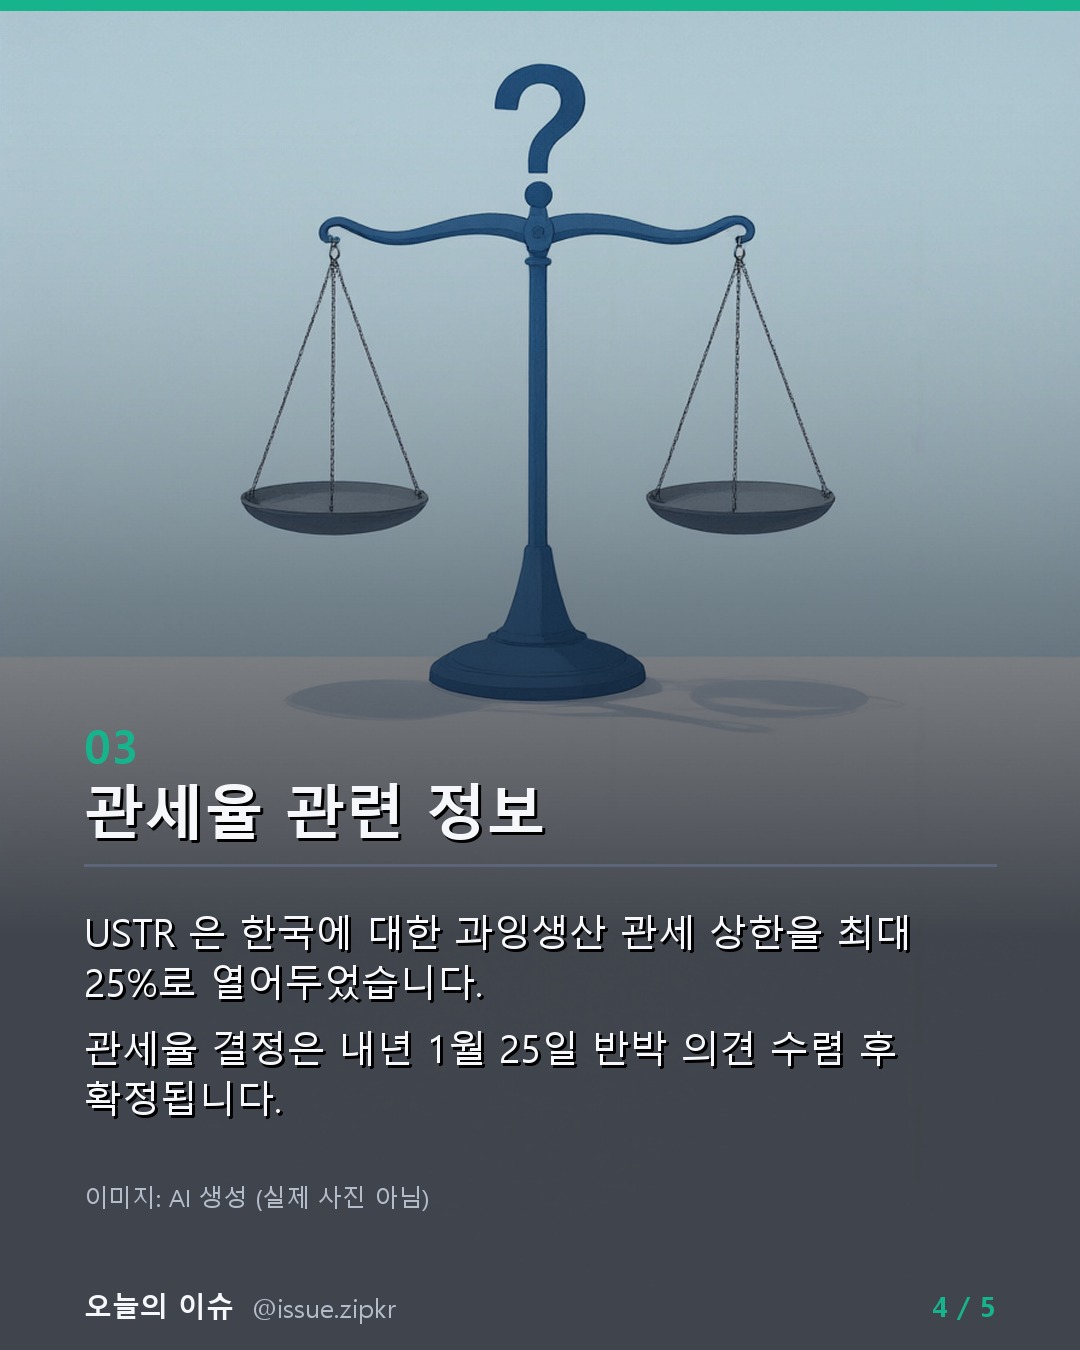 ?
03
관세율 관련 정보
USTR 은 한국에 대한 과잉생산 관세 상한을 최대
25%로 열어두었습니다.
관세율 결정은 내년 1월 25일 반박 의견 수렴 후
확정됩니다.
이미지: AI 생성 (실제 사진 아님)
오늘의 이슈 @issue.zipkr
4 / 5